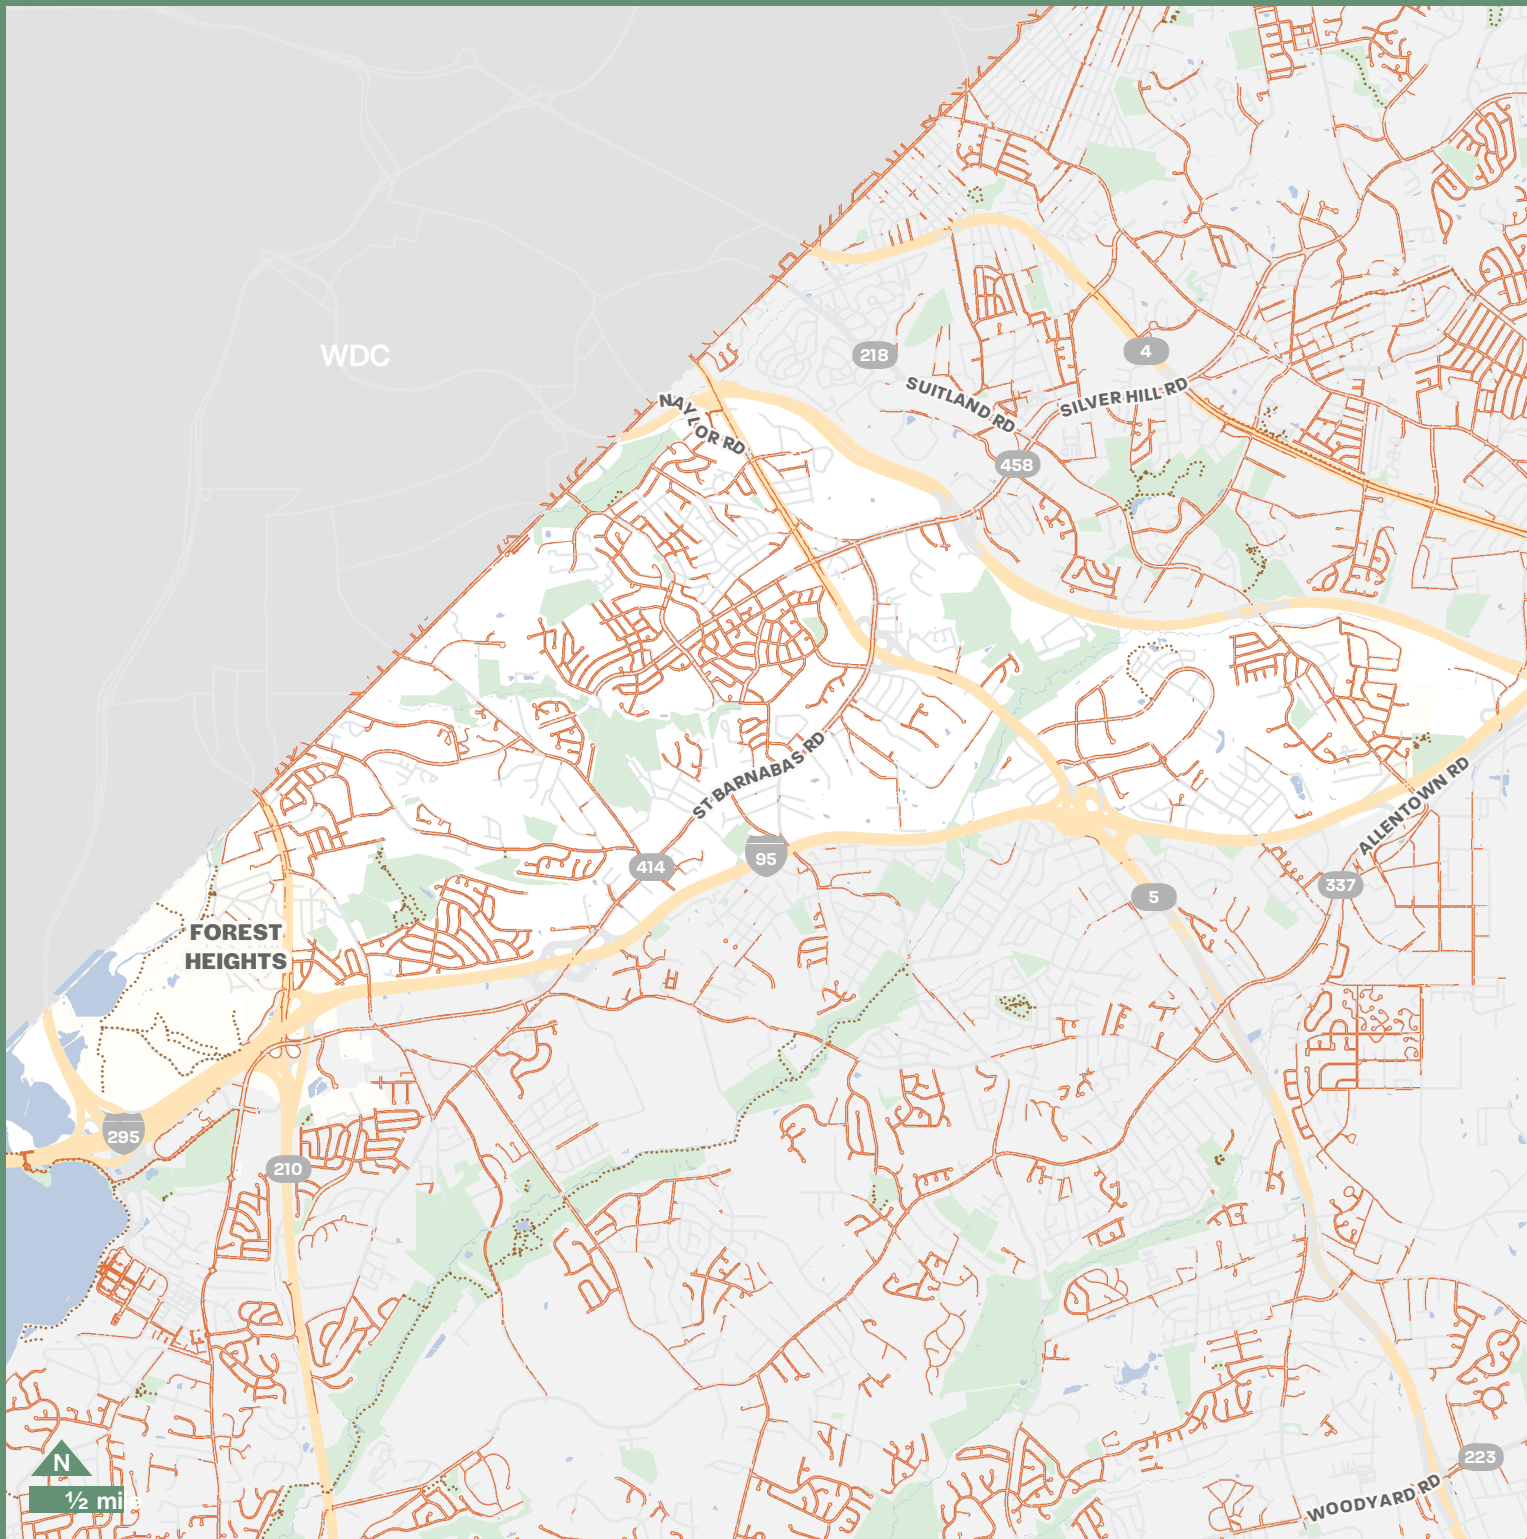 WDC
218
4
SUITLAND RD
SILVER HILL RD
NAYLOR RD
458
ST BARNABAS RD
ALLENTOWN RD
414
95
337
5
FOREST
HEIGHTS
295
210
N
½ mile
223
WOODYARD RD